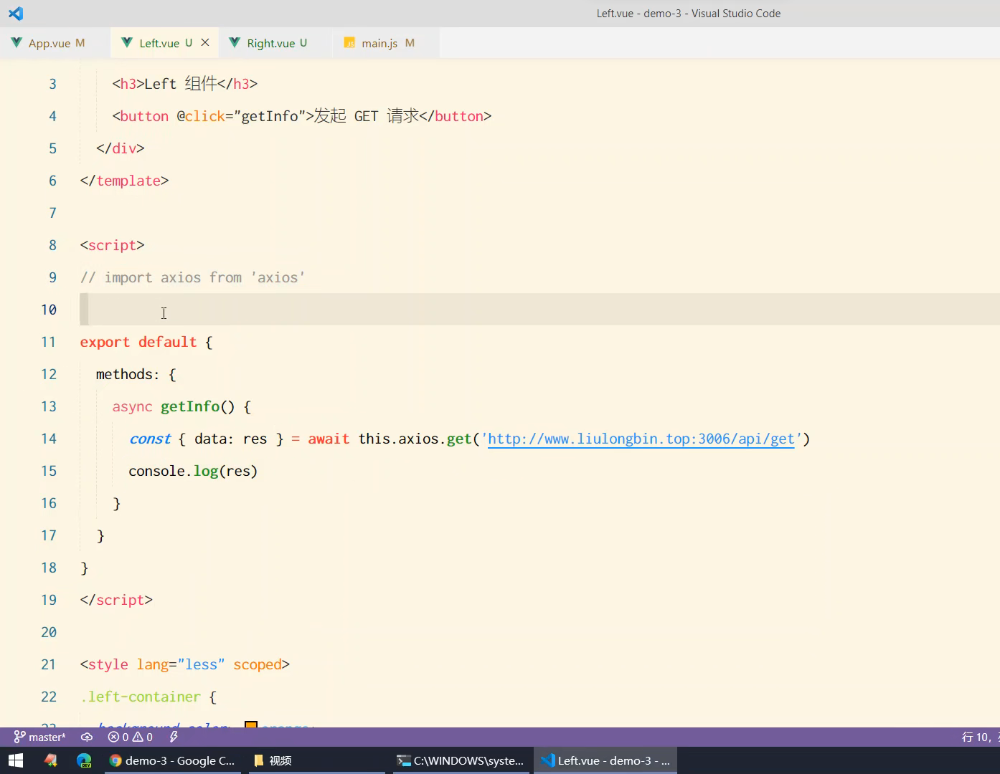 Left.vue - demo-3 - Visual Studio Code
App.vue M Left.vue U Right.vue U JS main.js M
3 <h3>Left 组件</h3>
4 <button @click="getInfo">发起 GET 请求</button>
5 </div>
6 </template>
7
8 <script>
9 // import axios from 'axios'
10
11 export default {
12 methods: {
13 async getInfo() {
14 const { data: res } = await this.axios.get('http://www.liulongbin.top:3006/api/get')
15 console.log(res)
16 }
17 }
18 }
19 </script>
20
21 <style lang="less" scoped>
22 .left-container {
23 background-color: orange;
master* 0 0 行 10,
DEV demo-3 - Google C... 视频 C:\WINDOWS\syste... Left.vue - demo-3 - ...